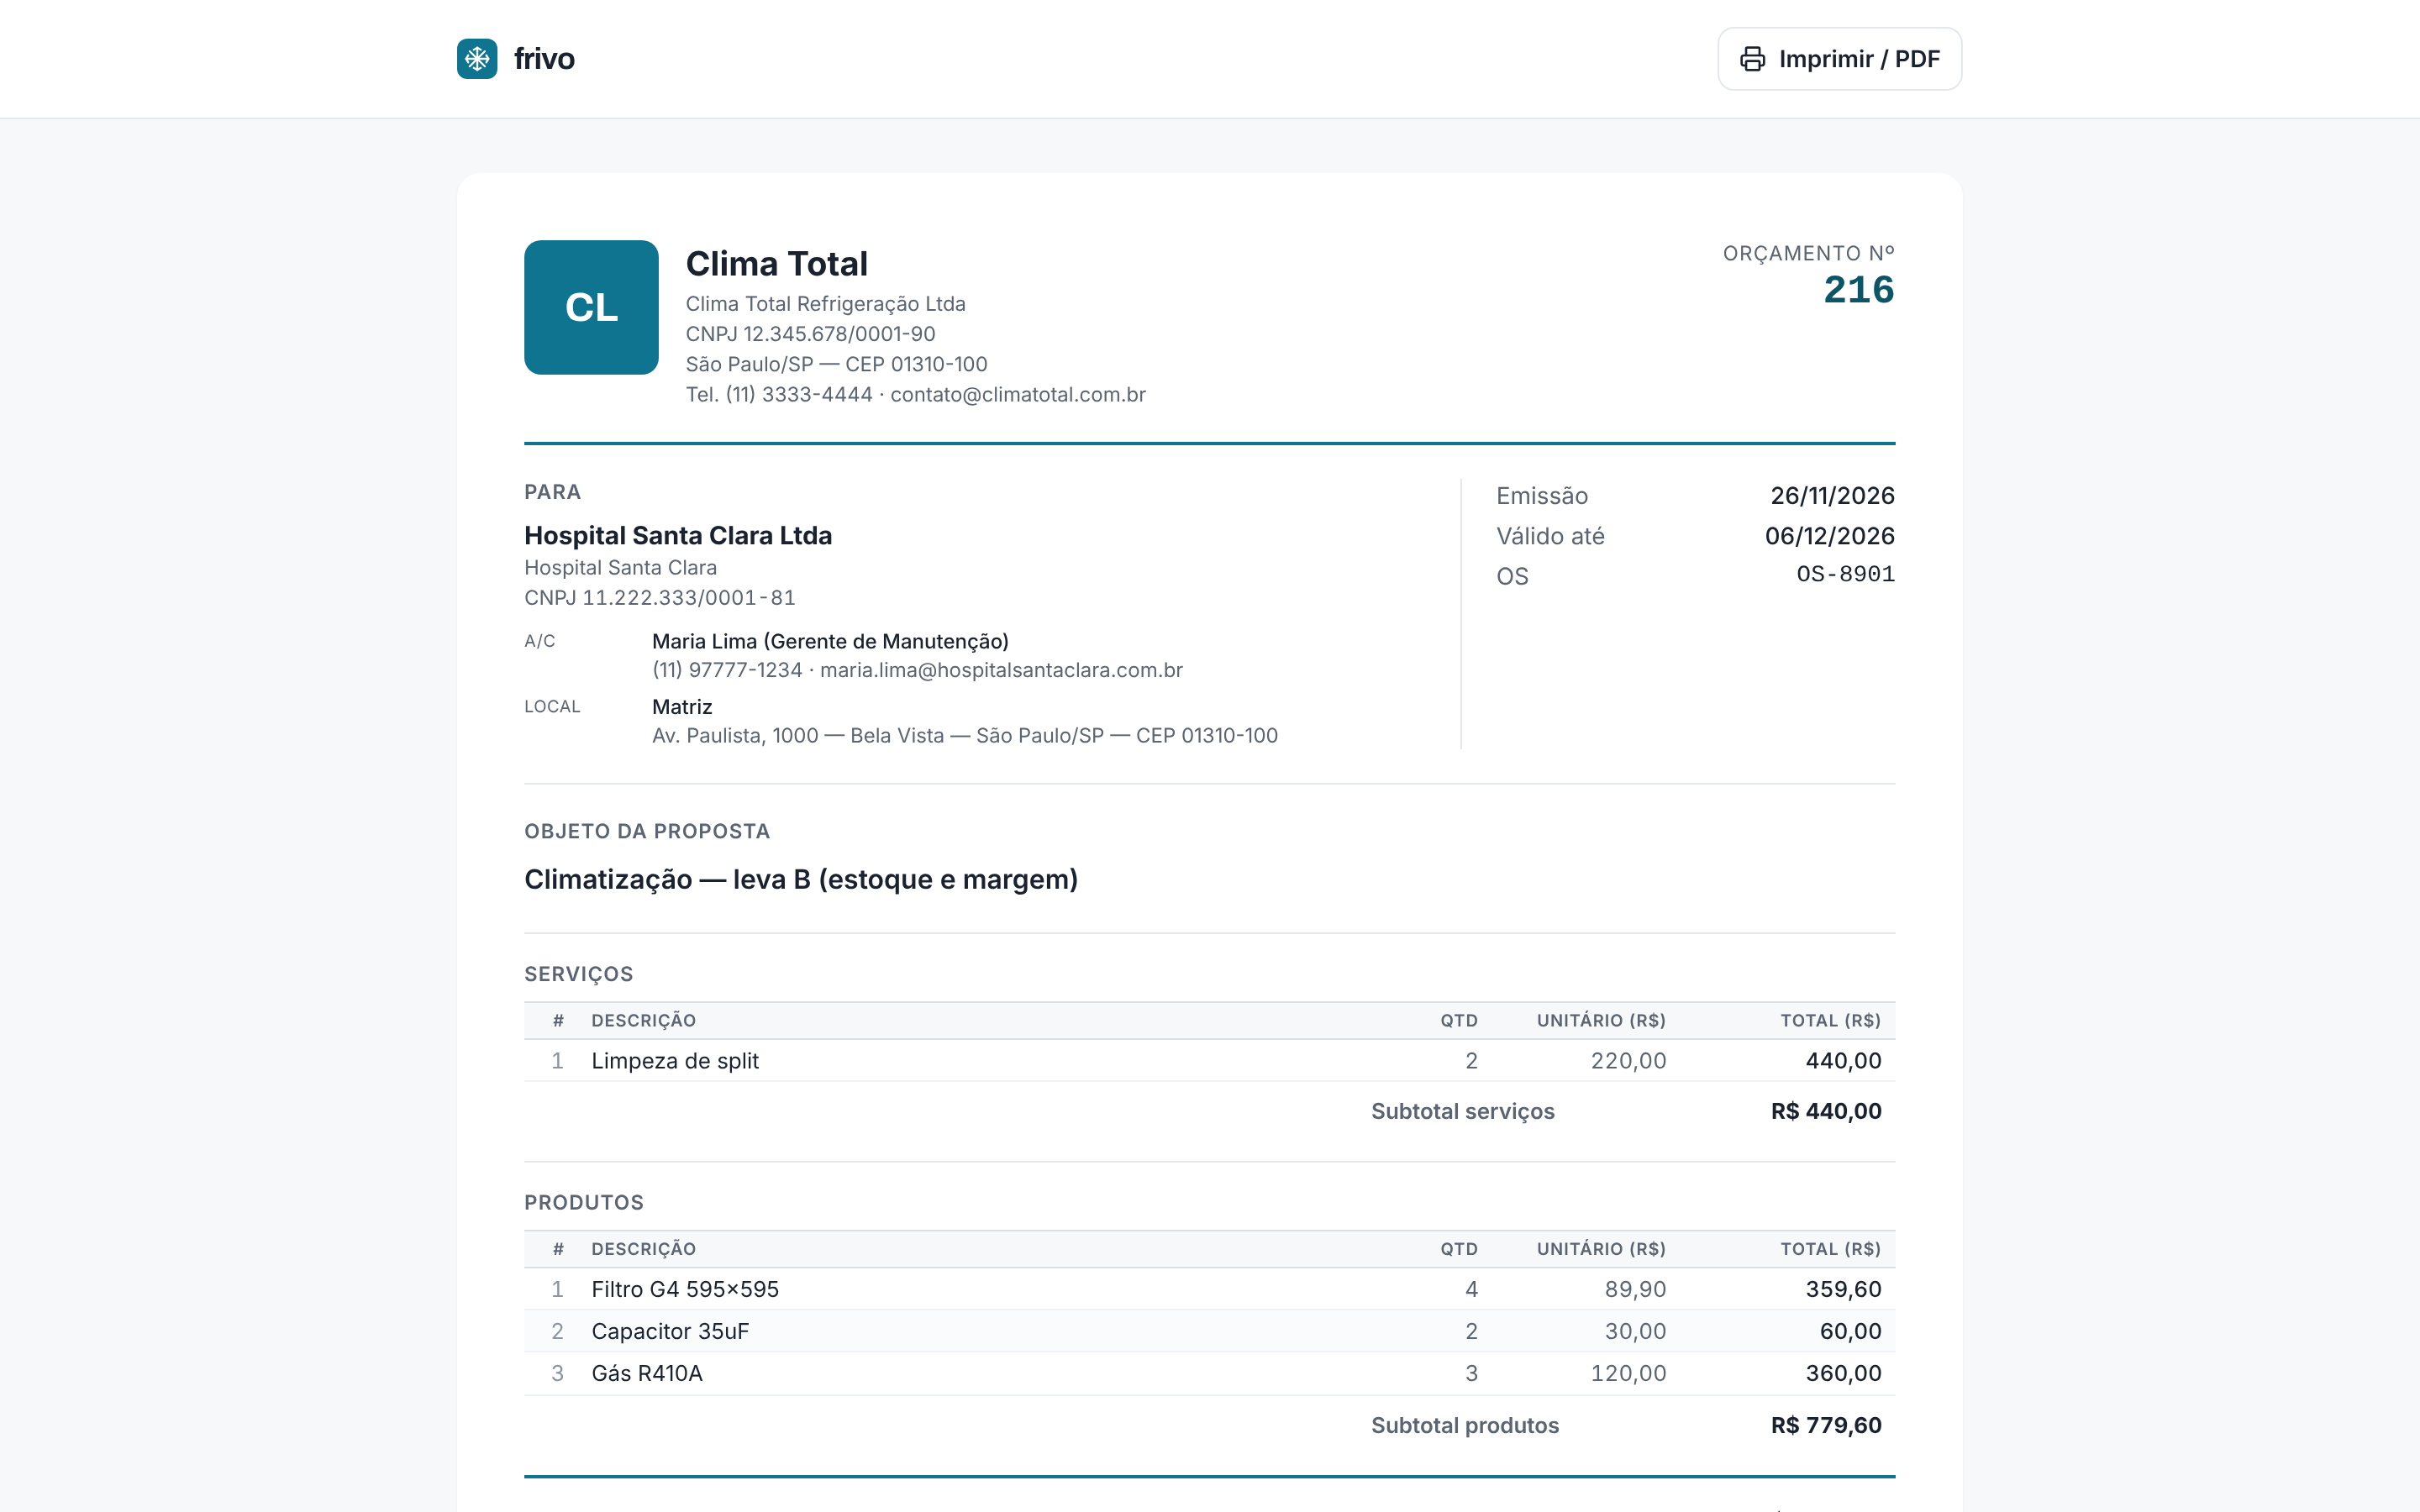 frivo
Imprimir / PDF
CL
Clima Total
Clima Total Refrigeração Ltda
CNPJ 12.345.678/0001-90
São Paulo/SP — CEP 01310-100
Tel. (11) 3333-4444 · contato@climatotal.com.br
ORÇAMENTO Nº
216
PARA
Hospital Santa Clara Ltda
Hospital Santa Clara
CNPJ 11.222.333/0001-81
A/C Maria Lima (Gerente de Manutenção)
(11) 97777-1234 · maria.lima@hospitalsantaclara.com.br
LOCAL Matriz
Av. Paulista, 1000 — Bela Vista — São Paulo/SP — CEP 01310-100
Emissão 26/11/2026
Válido até 06/12/2026
OS OS-8901
OBJETO DA PROPOSTA
Climatização — leva B (estoque e margem)
SERVIÇOS
# DESCRIÇÃO QTD UNITÁRIO (R$) TOTAL (R$)
1 Limpeza de split 2 220,00 440,00
Subtotal serviços R$ 440,00
PRODUTOS
# DESCRIÇÃO QTD UNITÁRIO (R$) TOTAL (R$)
1 Filtro G4 595×595 4 89,90 359,60
2 Capacitor 35uF 2 30,00 60,00
3 Gás R410A 3 120,00 360,00
Subtotal produtos R$ 779,60